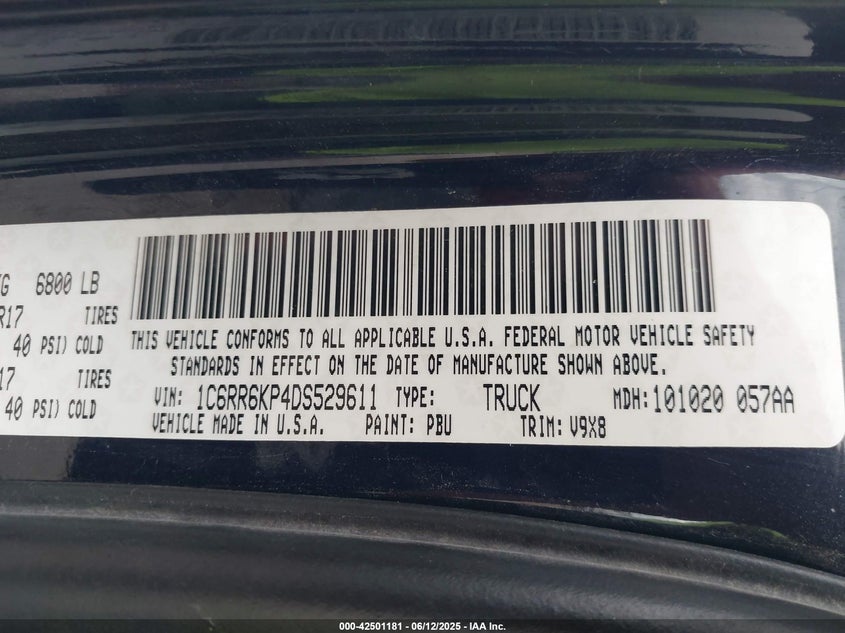 KG 6800 LB
R17 TIRES
40 PSI) COLD
17 TIRES
40 PSI) COLD
THIS VEHICLE CONFORMS TO ALL APPLICABLE U.S.A. FEDERAL MOTOR VEHICLE SAFETY
STANDARDS IN EFFECT ON THE DATE OF MANUFACTURE SHOWN ABOVE.
VIN: 1C6RR6KP4DS529611 TYPE: TRUCK MDH: 101020 057AA
VEHICLE MADE IN U.S.A. PAINT: PBU TRIM: V9X8
000-42501181 - 06/12/2025 - IAA Inc.